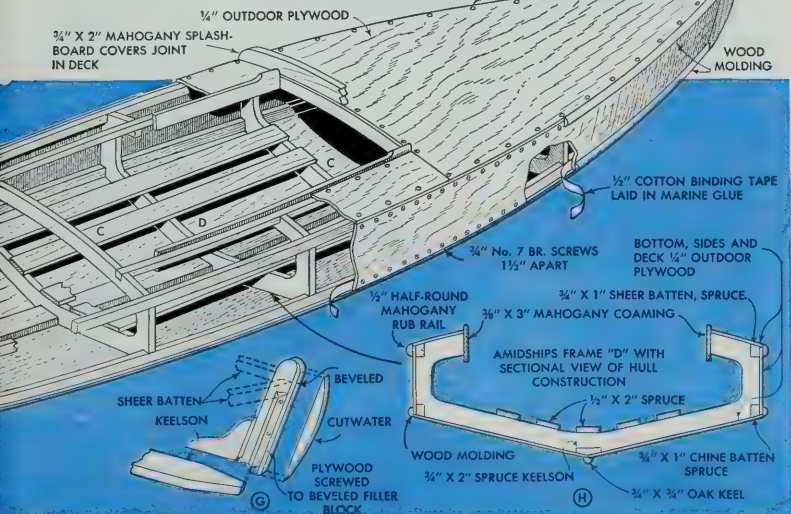 ¼" OUTDOOR PLYWOOD
¾" X 2" MAHOGANY SPLASH-
BOARD COVERS JOINT
IN DECK
WOOD
MOLDING
C
C
D
½" COTTON BINDING TAPE
LAID IN MARINE GLUE
¾" No. 7 BR. SCREWS
1½" APART
BOTTOM, SIDES AND
DECK ¼" OUTDOOR
PLYWOOD
½" HALF-ROUND
MAHOGANY
RUB RAIL
¾" X 1" SHEER BATTEN, SPRUCE
⅜" X 3" MAHOGANY COAMING
AMIDSHIPS FRAME "D" WITH
SECTIONAL VIEW OF HULL
CONSTRUCTION
½" X 2" SPRUCE
BEVELED
SHEER BATTEN
KEELSON
CUTWATER
PLYWOOD
SCREWED
TO BEVELED FILLER
BLOCK
G
WOOD MOLDING
¾" X 2" SPRUCE KEELSON
¾" X 1" CHINE BATTEN
SPRUCE
¾" X ¾" OAK KEEL
H